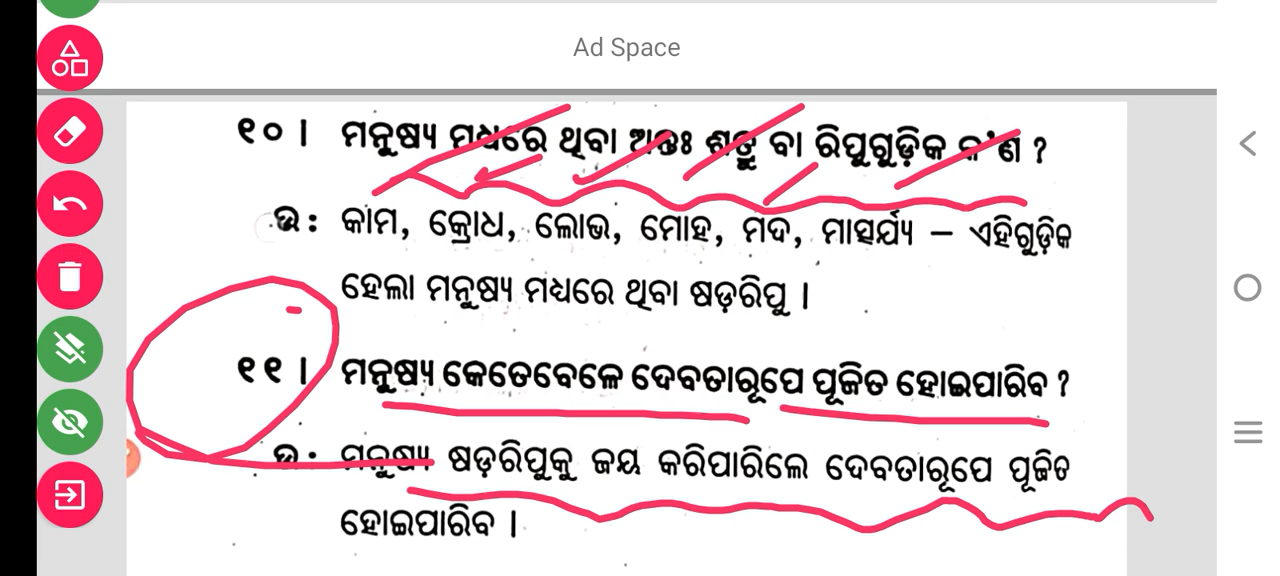 Ad Space
୧୦। ମନୁଷ୍ୟ ମଧ୍ୟରେ ଥିବା ଅନ୍ତଃ ଶତ୍ରୁ ବା ରିପୁଗୁଡ଼ିକ କ'ଣ ?
ଉ: କାମ, କ୍ରୋଧ, ଲୋଭ, ମୋହ, ମଦ, ମାତ୍ସର୍ଯ୍ୟ – ଏହିଗୁଡ଼ିକ
ହେଲା ମନୁଷ୍ୟ ମଧ୍ୟରେ ଥିବା ଷଡ଼ରିପୁ।
୧୧। ମନୁଷ୍ୟ କେତେବେଳେ ଦେବତାରୂପେ ପୂଜିତ ହୋଇପାରିବ ?
ଉ: ମନୁଷ୍ୟ ଷଡ଼ରିପୁକୁ ଜୟ କରିପାରିଲେ ଦେବତାରୂପେ ପୂଜିତ
ହୋଇପାରିବ।